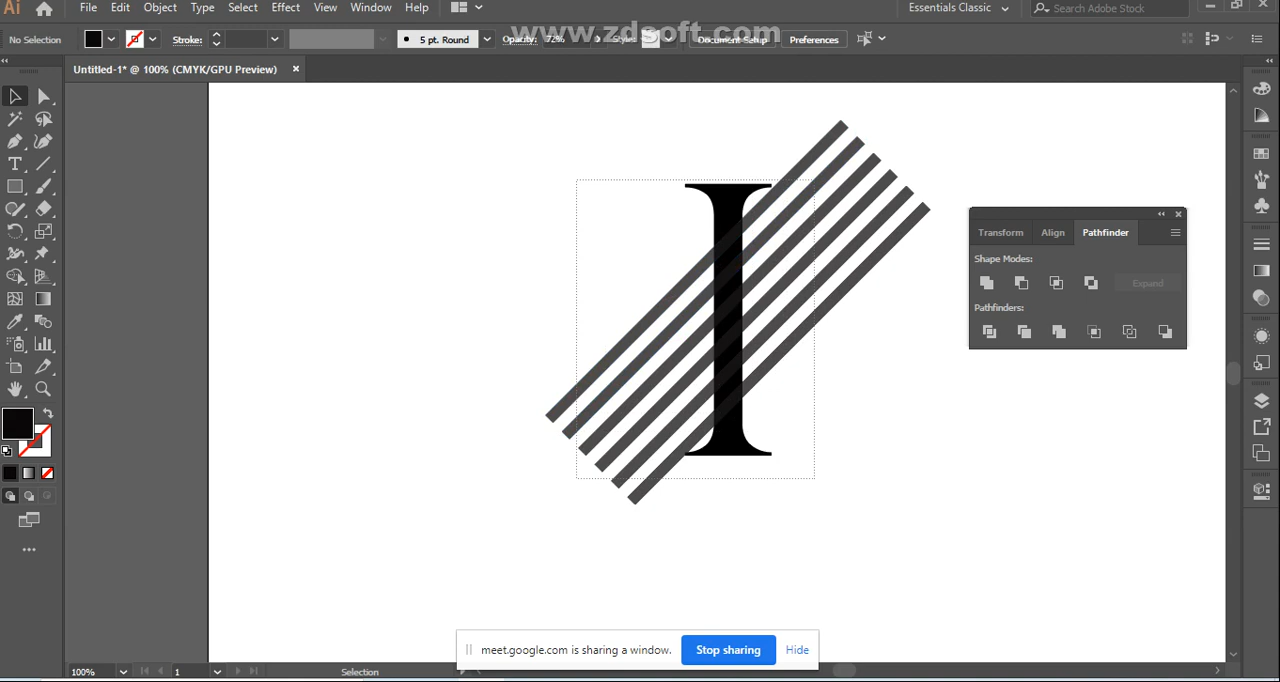 Ai File Edit Object Type Select Effect View Window Help Essentials Classic Search Adobe Stock
www.zdsoft.com
No Selection Stroke: 5 pt. Round Opacity: 72% Style: Document Setup Preferences
Untitled-1* @ 100% (CMYK/GPU Preview)
I
Transform Align Pathfinder
Shape Modes:
Expand
Pathfinders:
meet.google.com is sharing a window. Stop sharing Hide
100% 1 Selection